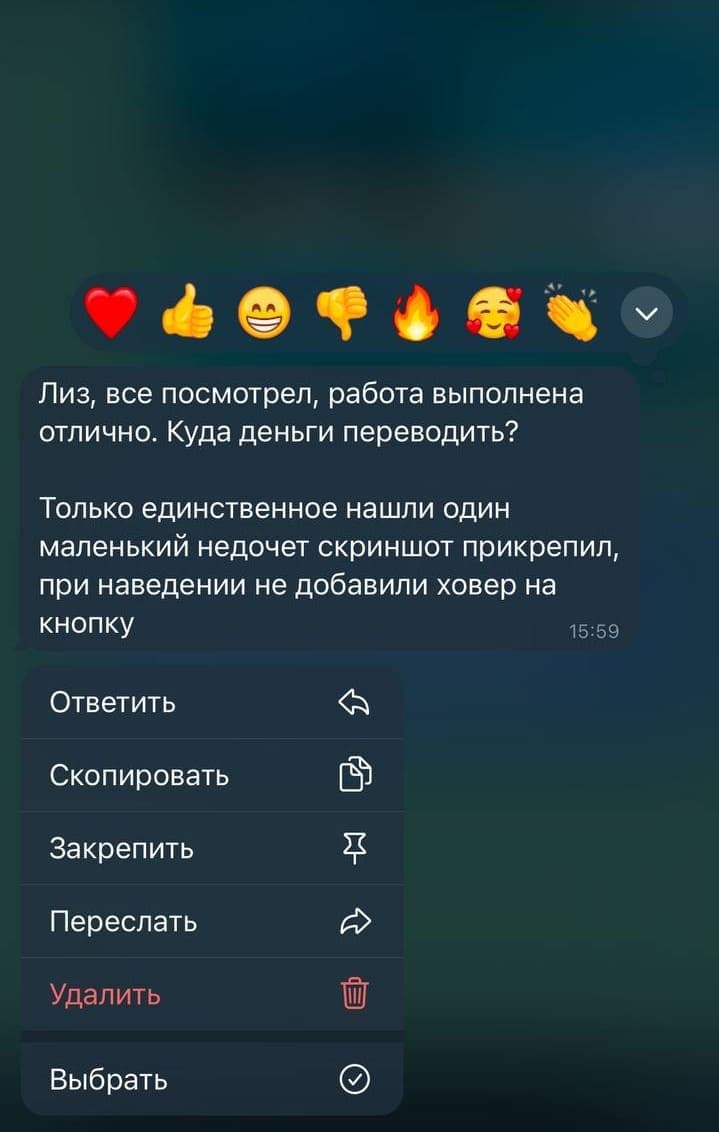 Лиз, все посмотрел, работа выполнена
отлично. Куда деньги переводить?
Только единственное нашли один
маленький недочет скриншот прикрепил,
при наведении не добавили ховер на
кнопку
15:59
Ответить
Скопировать
Закрепить
Переслать
Удалить
Выбрать